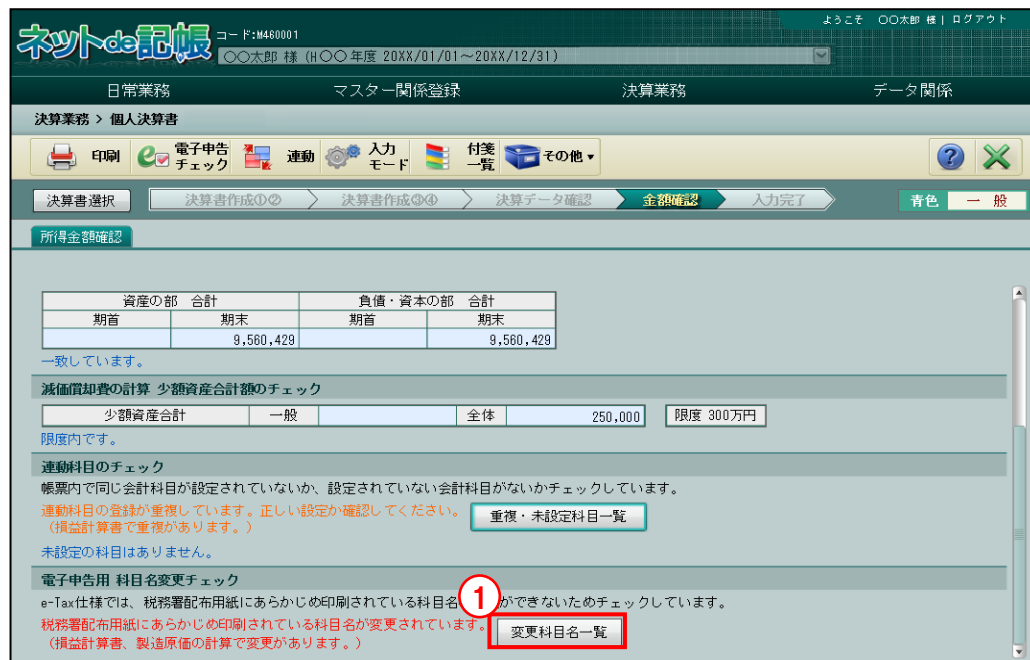 ようこそ 〇〇太郎 様 | ログアウト
ネットde記帳 コード:M460001
〇〇太郎 様 (H〇〇年度 20XX/01/01～20XX/12/31)
日常業務 マスター関係登録 決算業務 データ関係
決算業務 > 個人決算書
印刷 電子申告チェック 連動 入力モード 付箋一覧 その他▼
決算書選択 決算書作成①② 決算書作成③④ 決算データ確認 金額確認 入力完了 青色 一 般
所得金額確認
資産の部 合計 負債・資本の部 合計
期首 期末 期首 期末
9,560,429 9,560,429
一致しています。
減価償却費の計算 少額資産合計額のチェック
少額資産合計 一般 全体 250,000 限度 300万円
限度内です。
連動科目のチェック
帳票内で同じ会計科目が設定されていないか、設定されていない会計科目がないかチェックしています。
連動科目の登録が重複しています。正しい設定か確認してください。 重複・未設定科目一覧
（損益計算書で重複があります。）
未設定の科目はありません。
電子申告用 科目名変更チェック
e-Tax仕様では、税務署配布用紙にあらかじめ印刷されている科目名 1 ができないためチェックしています。
税務署配布用紙にあらかじめ印刷されている科目名が変更されています。 変更科目名一覧
（損益計算書、製造原価の計算で変更があります。）